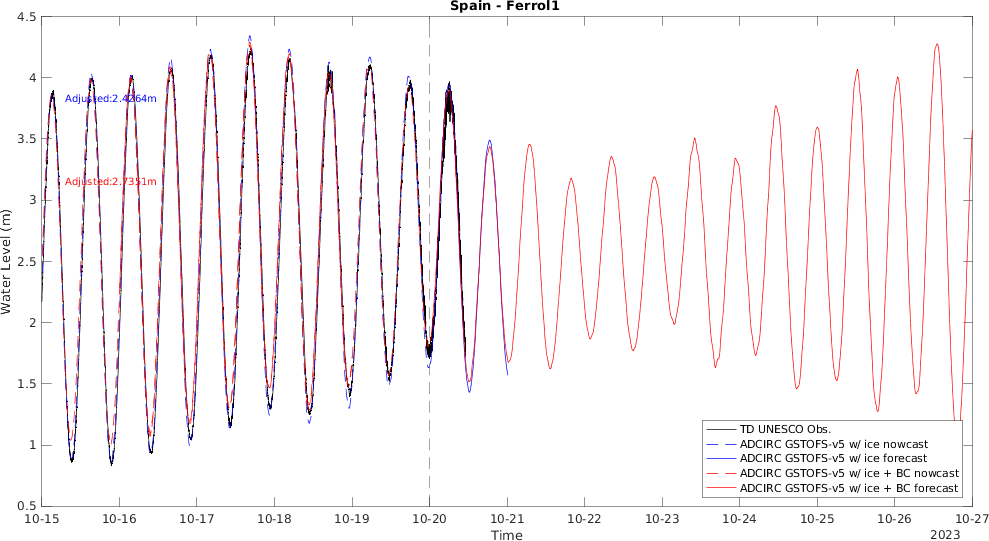 Spain - Ferrol1
4.5
4
3.5
3
2.5
2
1.5
1
0.5
Water Level (m)
Adjusted:2.4264m
Adjusted:2.7351m
TD UNESCO Obs.
ADCIRC GSTOFS-v5 w/ ice nowcast
ADCIRC GSTOFS-v5 w/ ice forecast
ADCIRC GSTOFS-v5 w/ ice + BC nowcast
ADCIRC GSTOFS-v5 w/ ice + BC forecast
10-15 10-16 10-17 10-18 10-19 10-20 10-21 10-22 10-23 10-24 10-25 10-26 10-27
Time
2023